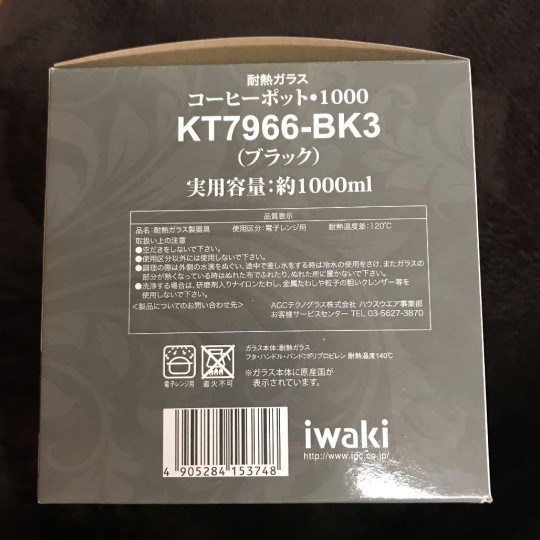 耐熱ガラス
コーヒーポット•1000
KT7966-BK3
(ブラック)
実用容量:約1000ml
品質表示
品名:耐熱ガラス製器具 使用区分:電子レンジ用 耐熱温度差:120℃
取扱い上の注意
●空だきをしないで下さい。
●使用区分以外には使用しないで下さい。
●調理の際は外側の水滴をぬぐい、途中で差し水をする時は冷水の使用をさけ、またガラスの
部分が熱くなっている時はぬれた布でふれたり、ぬれた所に置かないで下さい。
●洗浄する場合は、研磨剤入りナイロンたわし、金属たわしや粒子の粗いクレンザー等を
使用しないで下さい。
<製品についてのお問い合わせ先> AGCテクノグラス株式会社 ハウスウエア事業部
お客様サービスセンター TEL 03-5627-3870
ガラス本体:耐熱ガラス
フタ・ハンドル・バンド:ポリプロピレン 耐熱温度140℃
※ガラス本体に原産国が
表示されています。
電子レンジ用
直火不可
iwaki
http://www.igc.co.jp/
4 905284 153748